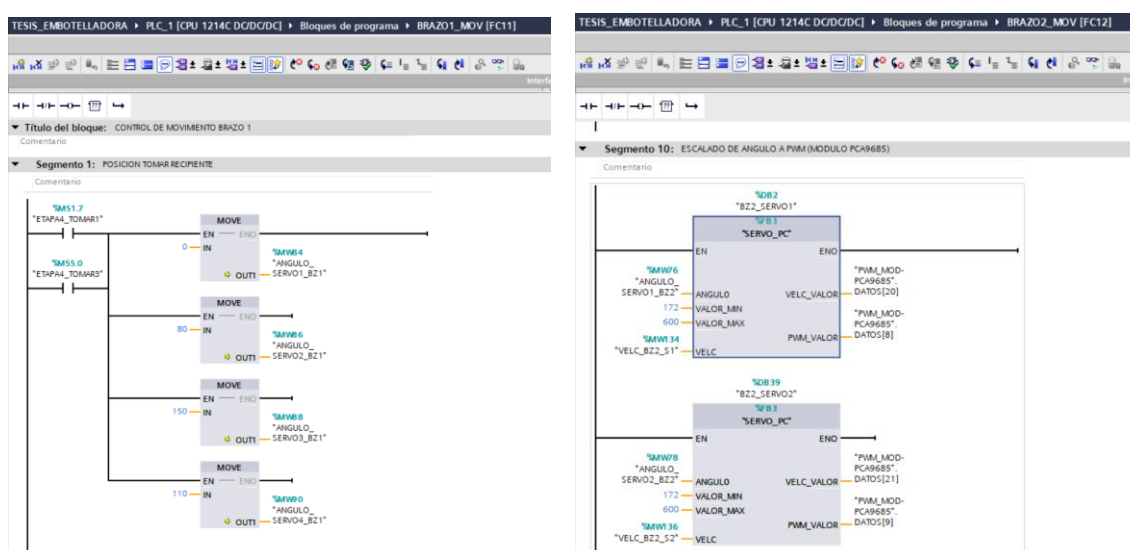 TESIS_EMBOTELLADORA ▸ PLC_1 [CPU 1214C DC/DC/DC] ▸ Bloques de programa ▸ BRAZO1_MOV [FC11]
Interfa
Título del bloque: CONTROL DE MOVIMIENTO BRAZO 1
Comentario
Segmento 1: POSICION TOMAR RECIPIENTE
Comentario
%M51.7
"ETAPA4_TOMAR1"
%M55.0
"ETAPA4_TOMAR3"
MOVE
EN ENO
0 IN
%MW84
"ANGULO_
OUT1 SERVO1_BZ1"
MOVE
EN ENO
80 IN
%MW86
"ANGULO_
OUT1 SERVO2_BZ1"
MOVE
EN ENO
150 IN
%MW88
"ANGULO_
OUT1 SERVO3_BZ1"
MOVE
EN ENO
110 IN
%MW90
"ANGULO_
OUT1 SERVO4_BZ1"
TESIS_EMBOTELLADORA ▸ PLC_1 [CPU 1214C DC/DC/DC] ▸ Bloques de programa ▸ BRAZO2_MOV [FC12]
In
Segmento 10: ESCALADO DE ANGULO A PWM (MODULO PCA9685)
Comentario
%DB2
"BZ2_SERVO1"
%FB3
"SERVO_PC"
EN ENO
%MW76
"ANGULO_
SERVO1_BZ2" ANGULO
172 VALOR_MIN
600 VALOR_MAX
%MW134
"VELC_BZ2_S1" VELC
"PWM_MOD-
PCA9685".
VELC_VALOR DATOS[20]
"PWM_MOD-
PCA9685".
PWM_VALOR DATOS[8]
%DB39
"BZ2_SERVO2"
%FB3
"SERVO_PC"
EN ENO
%MW78
"ANGULO_
SERVO2_BZ2" ANGULO
172 VALOR_MIN
600 VALOR_MAX
%MW136
"VELC_BZ2_S2" VELC
"PWM_MOD-
PCA9685".
VELC_VALOR DATOS[21]
"PWM_MOD-
PCA9685".
PWM_VALOR DATOS[9]